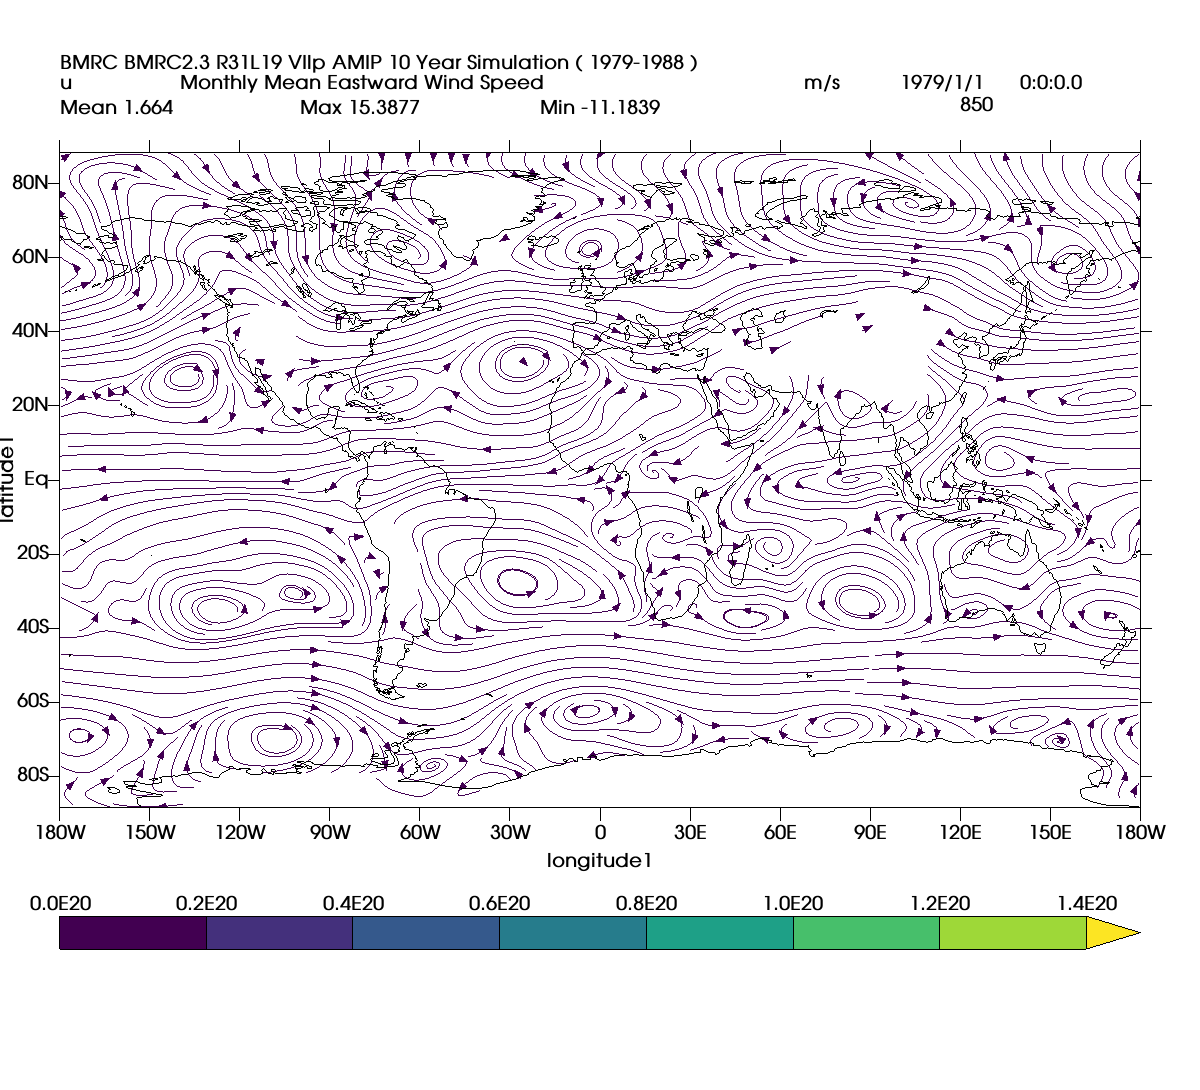 BMRC BMRC2.3 R31L19 VIIp AMIP 10 Year Simulation ( 1979-1988 )
u Monthly Mean Eastward Wind Speed m/s 1979/1/1 0:0:0.0
Mean 1.664 Max 15.3877 Min -11.1839 850
80N
60N
40N
20N
Eq
20S
40S
60S
80S
latitude1
180W 150W 120W 90W 60W 30W 0 30E 60E 90E 120E 150E 180W
longitude1
0.0E20 0.2E20 0.4E20 0.6E20 0.8E20 1.0E20 1.2E20 1.4E20